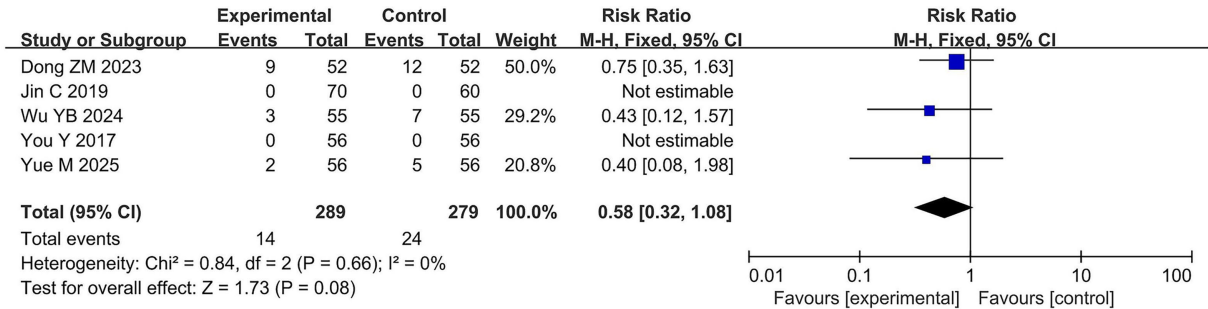 Experimental Control Risk Ratio Risk Ratio
Study or Subgroup Events Total Events Total Weight M-H, Fixed, 95% CI M-H, Fixed, 95% CI
Dong ZM 2023 9 52 12 52 50.0% 0.75 [0.35, 1.63]
Jin C 2019 0 70 0 60 Not estimable
Wu YB 2024 3 55 7 55 29.2% 0.43 [0.12, 1.57]
You Y 2017 0 56 0 56 Not estimable
Yue M 2025 2 56 5 56 20.8% 0.40 [0.08, 1.98]
Total (95% CI) 289 279 100.0% 0.58 [0.32, 1.08]
Total events 14 24
Heterogeneity: Chi² = 0.84, df = 2 (P = 0.66); I² = 0%
Test for overall effect: Z = 1.73 (P = 0.08)
0.01 0.1 1 10 100
Favours [experimental] Favours [control]